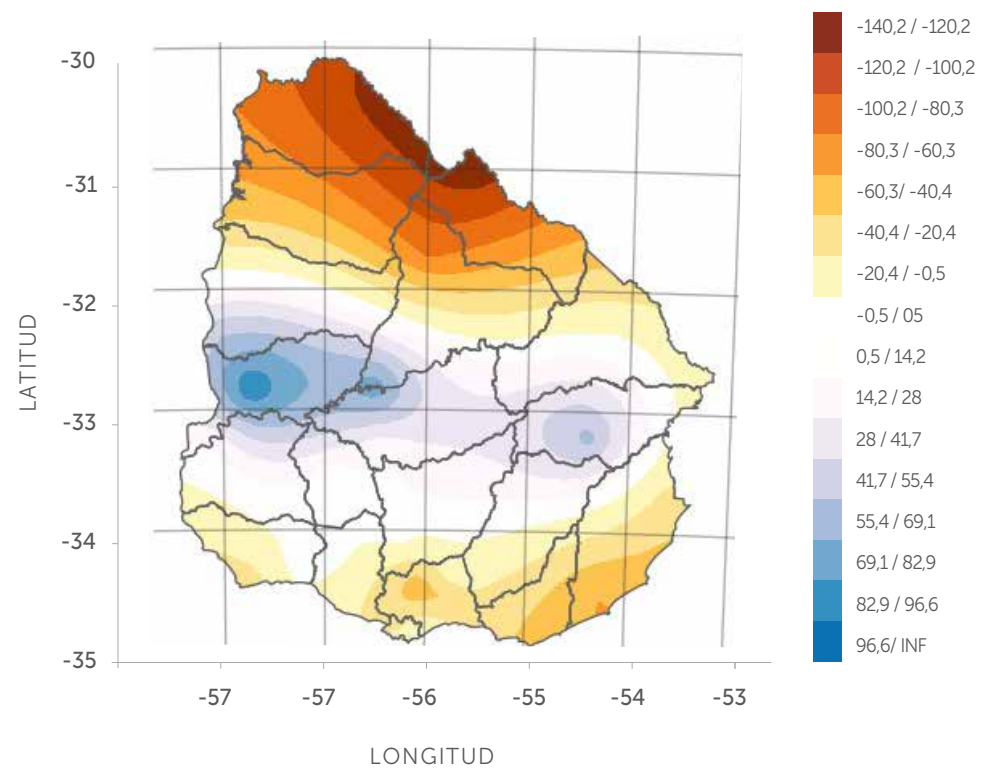 -30
-31
-32
-33
-34
-35
LATITUD
-57
-57
-56
-55
-54
-53
LONGITUD
-140,2 / -120,2
-120,2 / -100,2
-100,2 / -80,3
-80,3 / -60,3
-60,3/ -40,4
-40,4 / -20,4
-20,4 / -0,5
-0,5 / 05
0,5 / 14,2
14,2 / 28
28 / 41,7
41,7 / 55,4
55,4 / 69,1
69,1 / 82,9
82,9 / 96,6
96,6/ INF